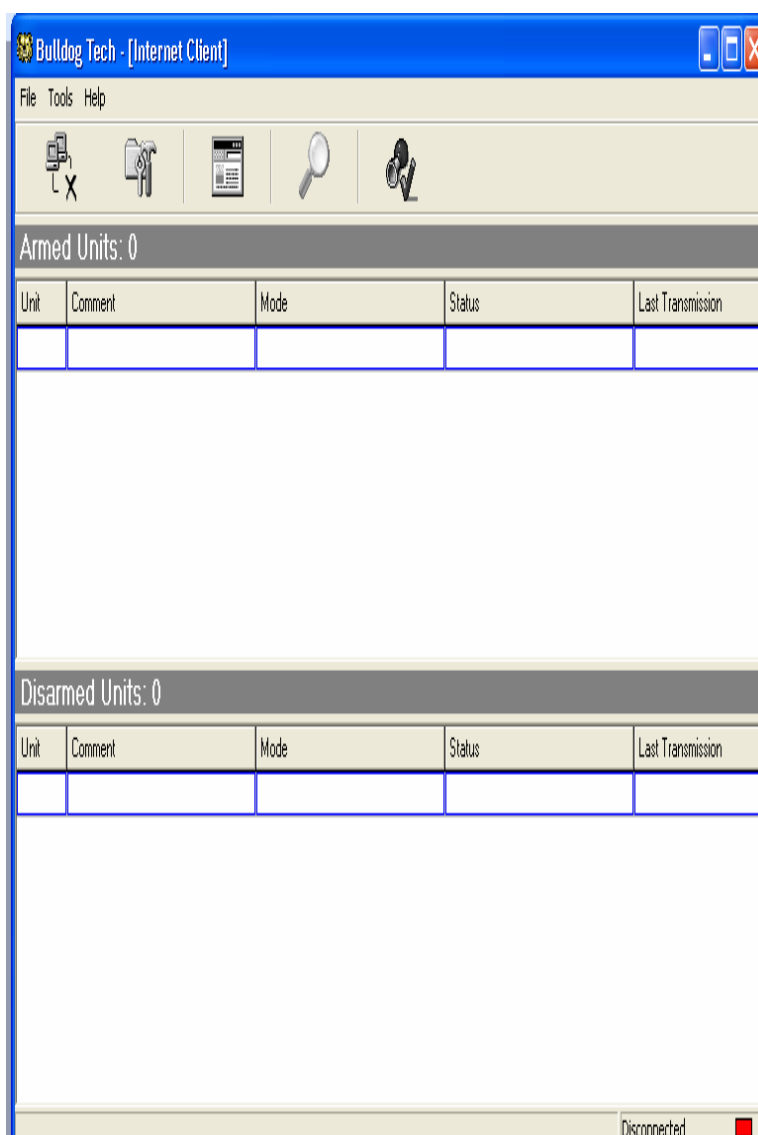 Bulldog Tech - [Internet Client]
File Tools Help
Armed Units: 0
Unit Comment Mode Status Last Transmission
Disarmed Units: 0
Unit Comment Mode Status Last Transmission
Disconnected